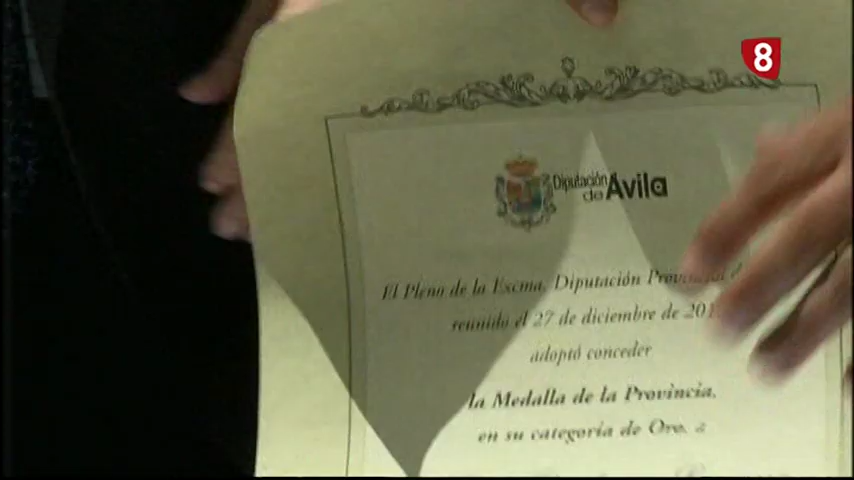 8
Diputación
de Ávila
El Pleno de la Excma. Diputación Provincial
reunido el 27 de diciembre de 201
adoptó conceder
la Medalla de la Provincia,
en su categoría de Oro, a